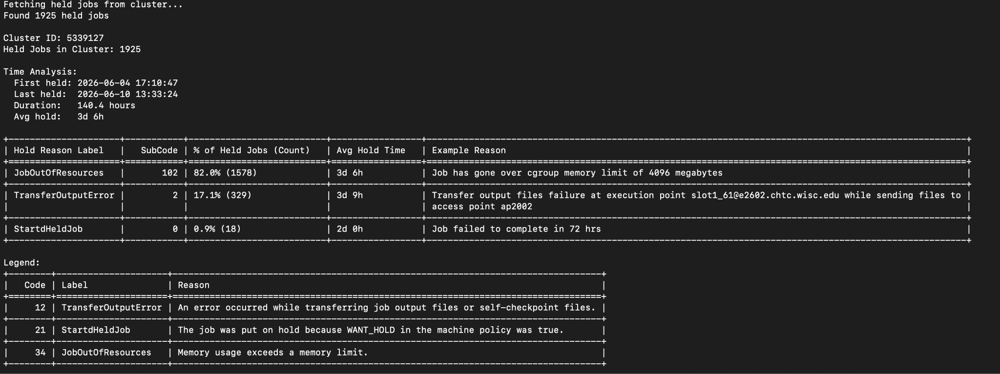 Fetching held jobs from cluster...
Found 1925 held jobs
Cluster ID: 5339127
Held Jobs in Cluster: 1925
Time Analysis:
First held: 2026-06-04 17:10:47
Last held: 2026-06-10 13:33:24
Duration: 140.4 hours
Avg hold: 3d 6h
| Hold Reason Label | SubCode | % of Held Jobs (Count) | Avg Hold Time | Example Reason |
| JobOutOfResources | 102 | 82.0% (1578) | 3d 6h | Job has gone over cgroup memory limit of 4096 megabytes |
| TransferOutputError | 2 | 17.1% (329) | 3d 9h | Transfer output files failure at execution point slot1_61@e2602.chtc.wisc.edu while sending files to |
| | | | | access point ap2002 |
| StartdHeldJob | 0 | 0.9% (18) | 2d 0h | Job failed to complete in 72 hrs |
Legend:
| Code | Label | Reason |
| 12 | TransferOutputError | An error occurred while transferring job output files or self-checkpoint files. |
| 21 | StartdHeldJob | The job was put on hold because WANT_HOLD in the machine policy was true. |
| 34 | JobOutOfResources | Memory usage exceeds a memory limit. |